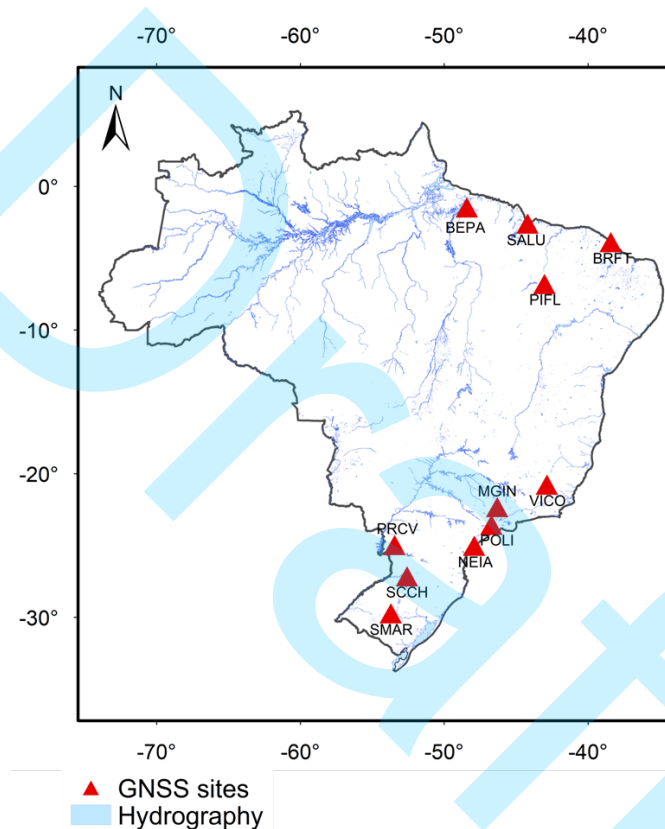 -70° -60° -50° -40°
N
0°
BEPA
SALU
BRFT
PIFL
-10°
-20°
MGIN
VICO
PRCV
POLI
NEIA
SCCH
-30°
SMAR
-70° -60° -50° -40°
GNSS sites
Hydrography